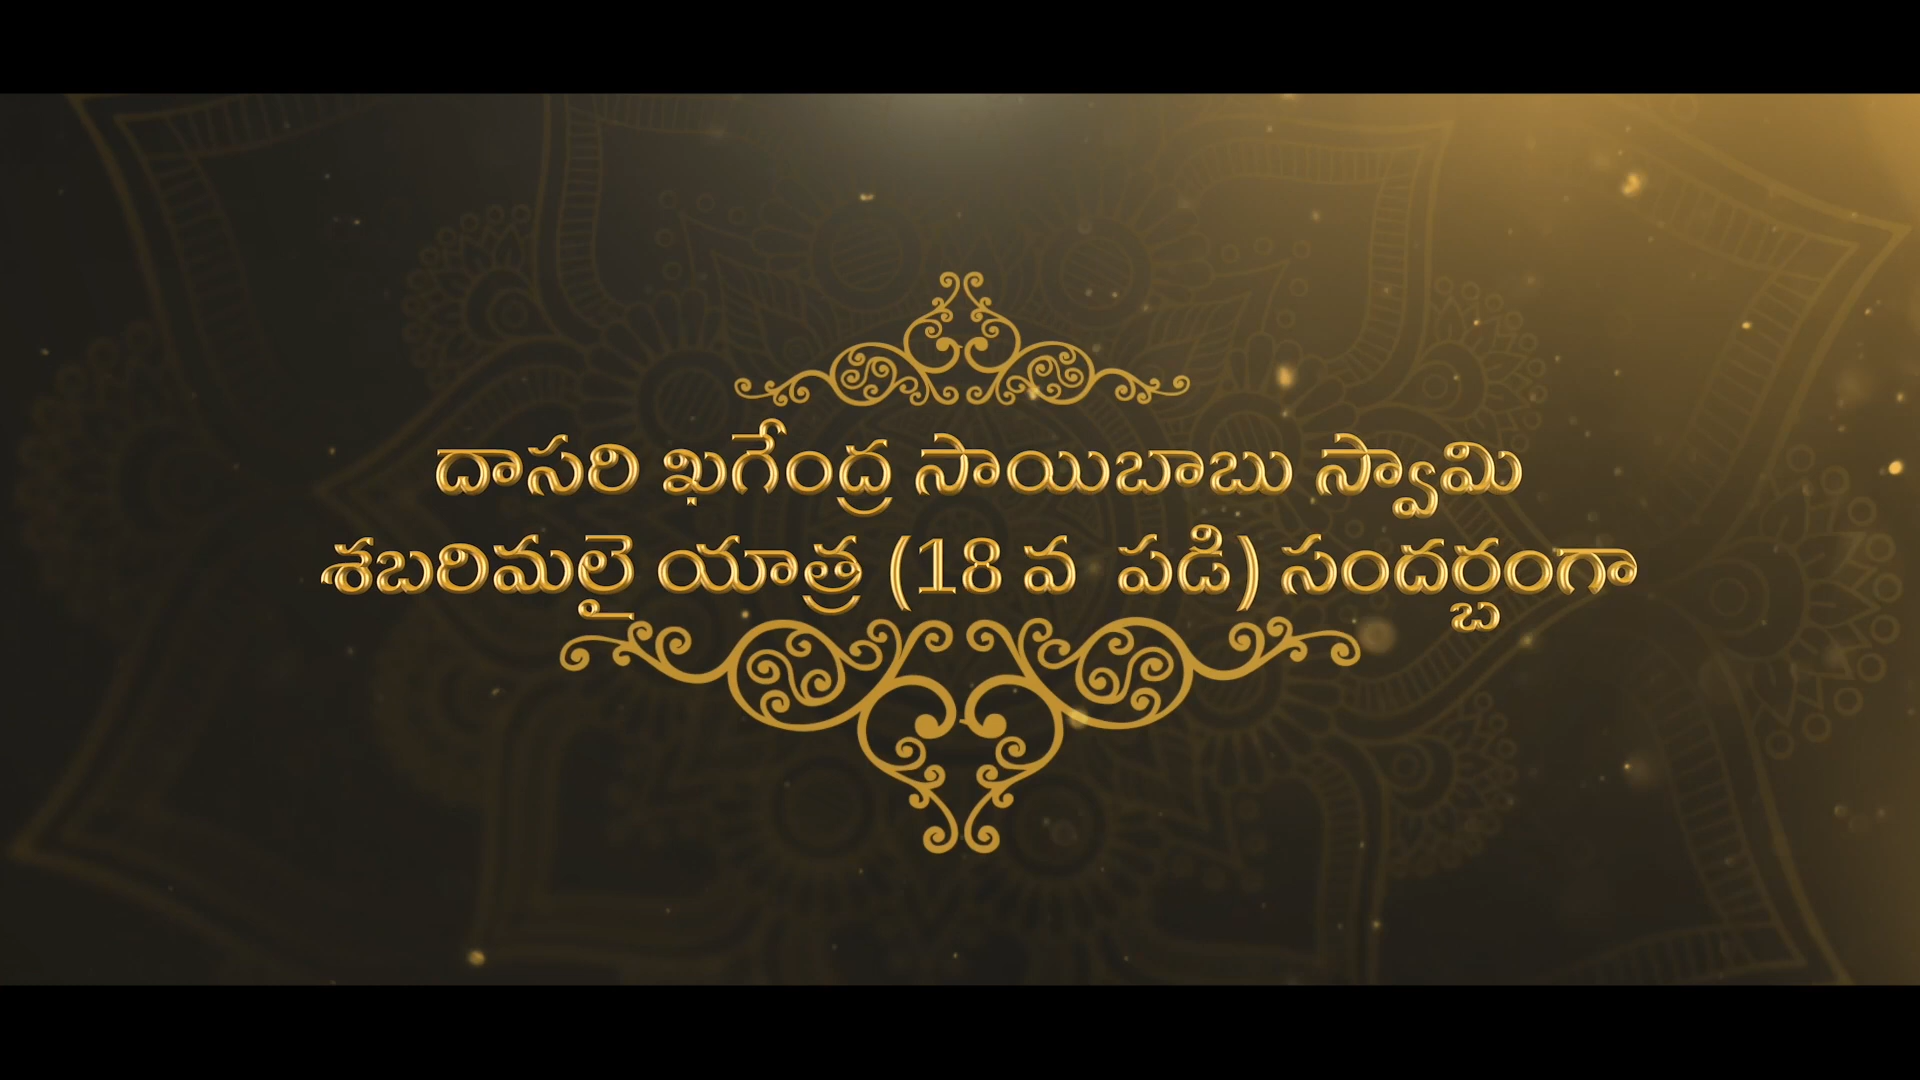 దాసరి ఖగేంద్ర సాయిబాబు స్వామి
శబరిమలై యాత్ర (18 వ పడి) సందర్బంగా